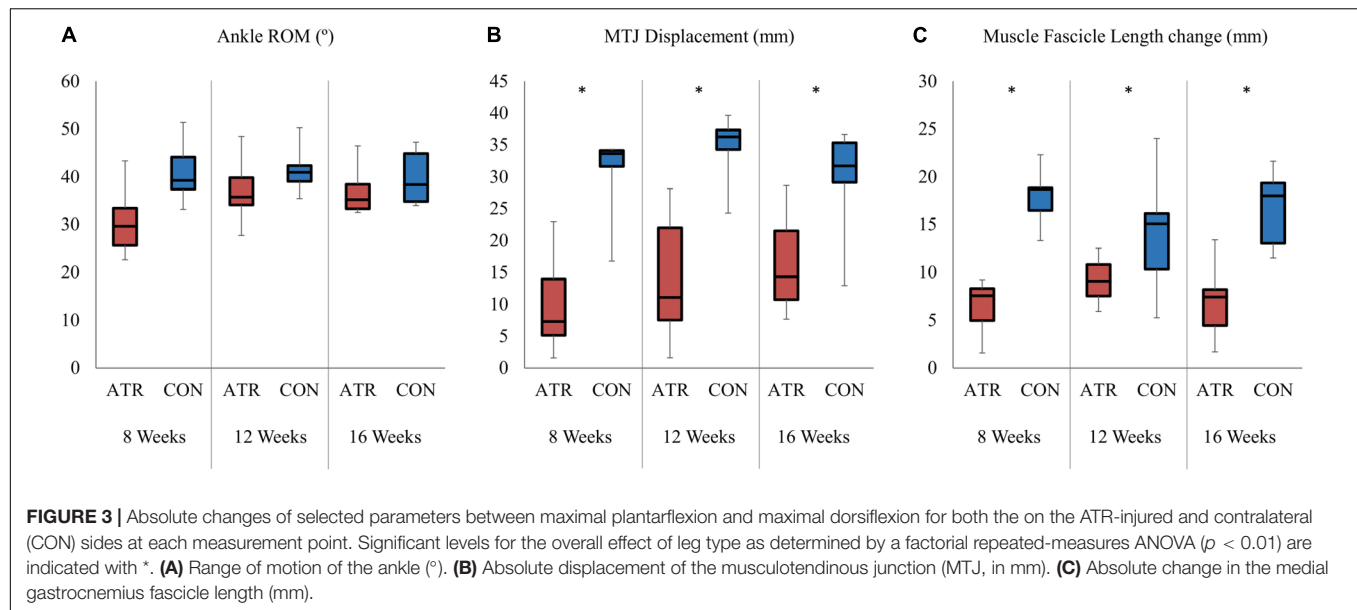 A
Ankle ROM (º)
60
50
40
30
20
10
0
ATR CON ATR CON ATR CON
8 Weeks 12 Weeks 16 Weeks
B
MTJ Displacement (mm)
45
40
35
30
25
20
15
10
5
0
* * *
ATR CON ATR CON ATR CON
8 Weeks 12 Weeks 16 Weeks
C
Muscle Fascicle Length change (mm)
30
25
20
15
10
5
0
* * *
ATR CON ATR CON ATR CON
8 Weeks 12 Weeks 16 Weeks
FIGURE 3 | Absolute changes of selected parameters between maximal plantarflexion and maximal dorsiflexion for both the on the ATR-injured and contralateral
(CON) sides at each measurement point. Significant levels for the overall effect of leg type as determined by a factorial repeated-measures ANOVA (p < 0.01) are
indicated with *. (A) Range of motion of the ankle (°). (B) Absolute displacement of the musculotendinous junction (MTJ, in mm). (C) Absolute change in the medial
gastrocnemius fascicle length (mm).